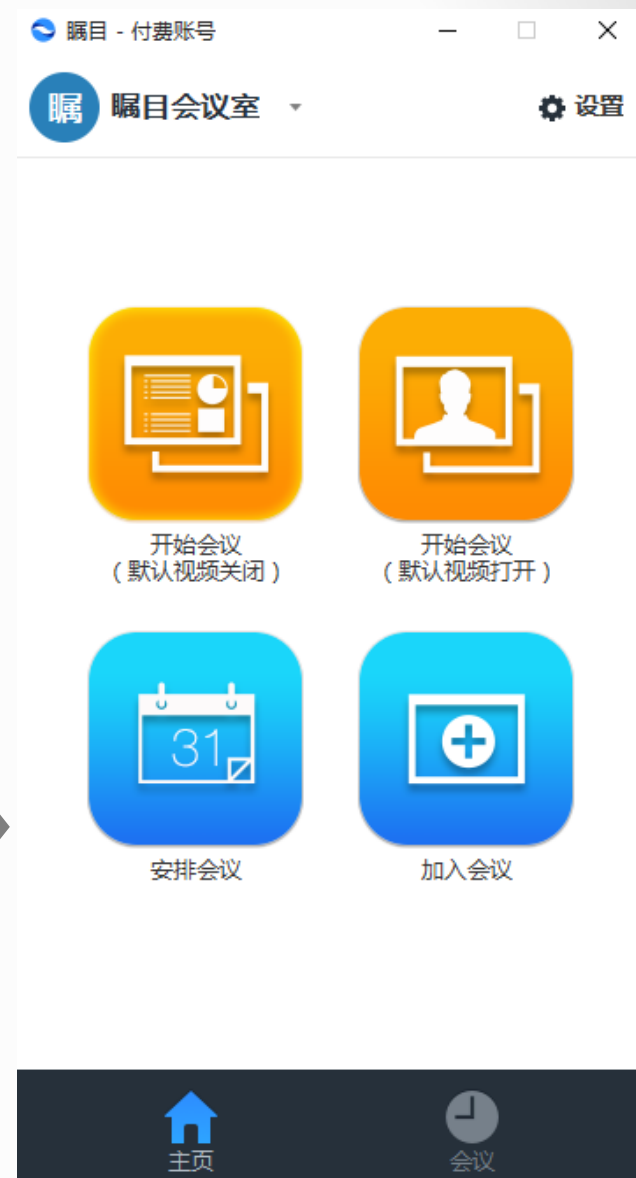 瞩目 - 付费账号
瞩 瞩目会议室 设置
开始会议
（默认视频关闭）
开始会议
（默认视频打开）
31
安排会议
加入会议
主页
会议